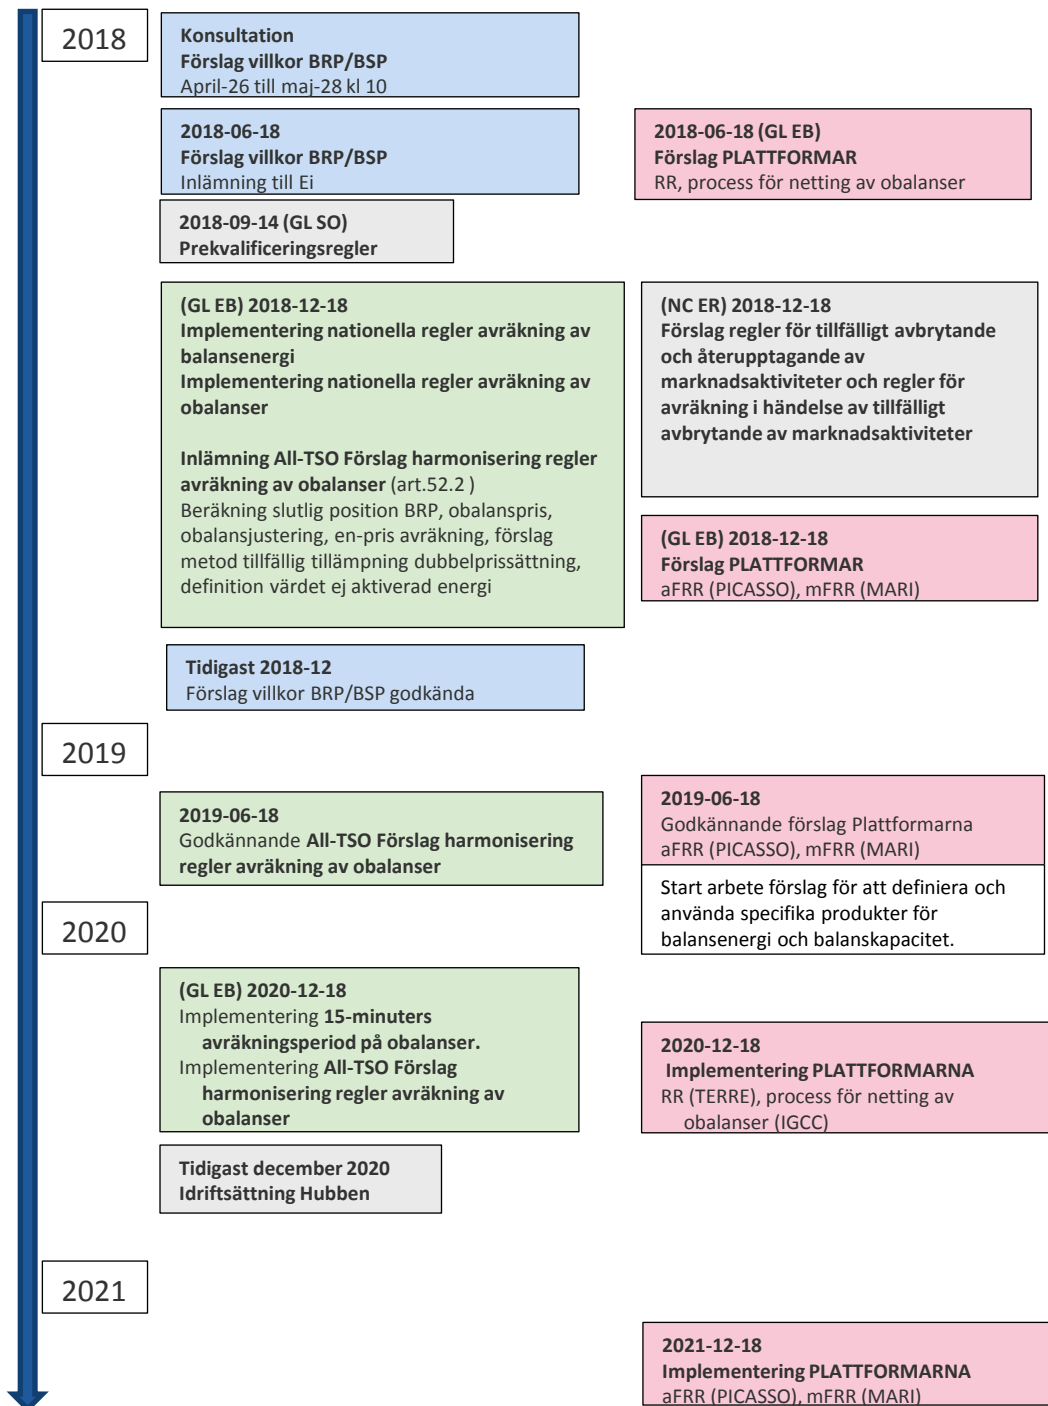 2018
Konsultation
Förslag villkor BRP/BSP
April-26 till maj-28 kl 10
2018-06-18
Förslag villkor BRP/BSP
Inlämning till Ei
2018-06-18 (GL EB)
Förslag PLATTFORMAR
RR, process för netting av obalanser
2018-09-14 (GL SO)
Prekvalificeringsregler
(GL EB) 2018-12-18
Implementering nationella regler avräkning av
balansenergi
Implementering nationella regler avräkning av
obalanser
Inlämning All-TSO Förslag harmonisering regler
avräkning av obalanser (art.52.2 )
Beräkning slutlig position BRP, obalanspris,
obalansjustering, en-pris avräkning, förslag
metod tillfällig tillämpning dubbelprissättning,
definition värdet ej aktiverad energi
(NC ER) 2018-12-18
Förslag regler för tillfälligt avbrytande
och återupptagande av
marknadsaktiviteter och regler för
avräkning i händelse av tillfälligt
avbrytande av marknadsaktiviteter
(GL EB) 2018-12-18
Förslag PLATTFORMAR
aFRR (PICASSO), mFRR (MARI)
Tidigast 2018-12
Förslag villkor BRP/BSP godkända
2019
2019-06-18
Godkännande All-TSO Förslag harmonisering
regler avräkning av obalanser
2019-06-18
Godkännande förslag Plattformarna
aFRR (PICASSO), mFRR (MARI)
Start arbete förslag för att definiera och
använda specifika produkter för
balansenergi och balanskapacitet.
2020
(GL EB) 2020-12-18
Implementering 15-minuters
avräkningsperiod på obalanser.
Implementering All-TSO Förslag
harmonisering regler avräkning av
obalanser
2020-12-18
Implementering PLATTFORMARNA
RR (TERRE), process för netting av
obalanser (IGCC)
Tidigast december 2020
Idriftsättning Hubben
2021
2021-12-18
Implementering PLATTFORMARNA
aFRR (PICASSO), mFRR (MARI)